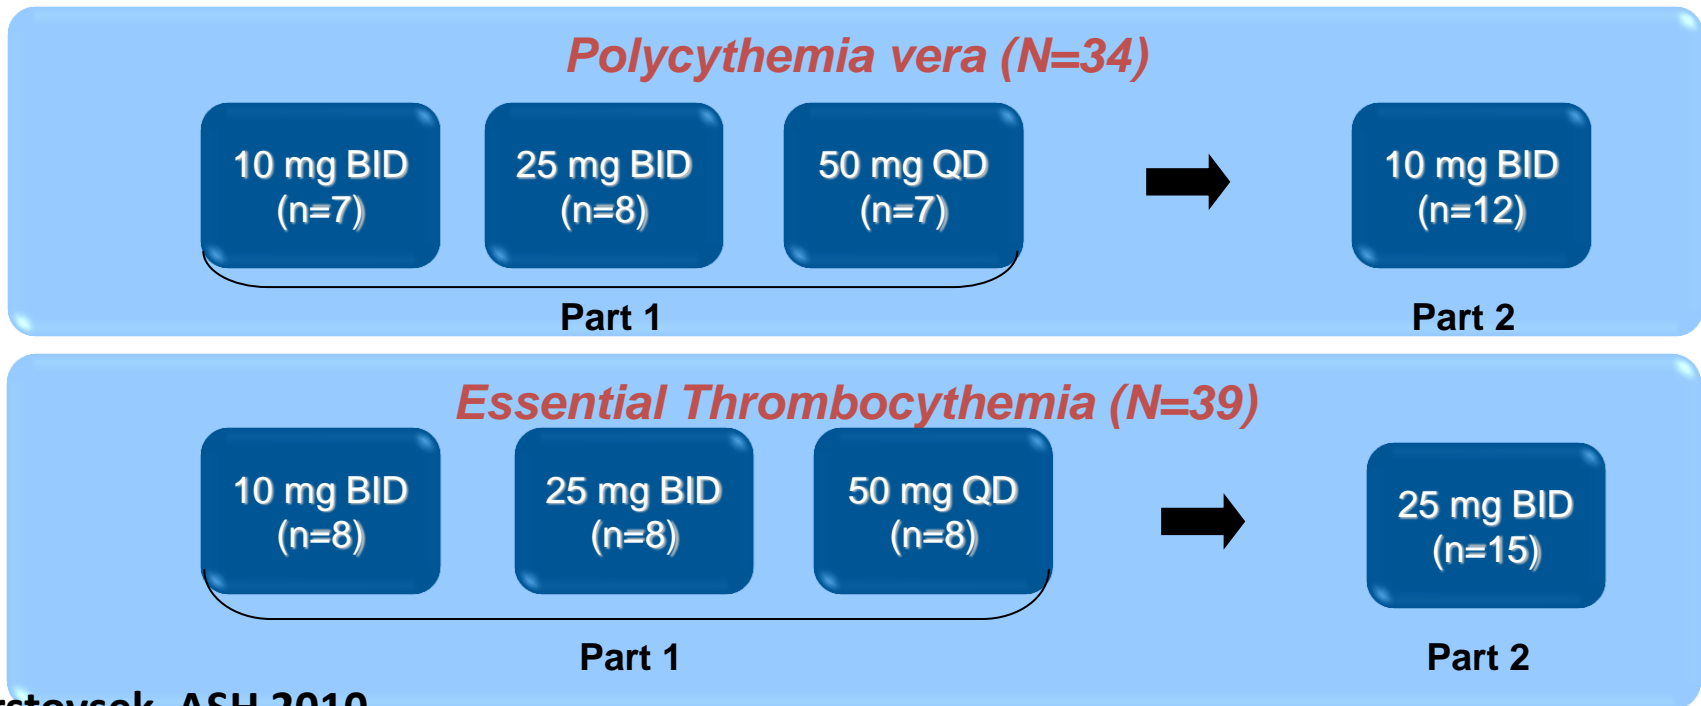 Polycythemia vera (N=34)
10 mg BID
(n=7)
25 mg BID
(n=8)
50 mg QD
(n=7)
10 mg BID
(n=12)
Part 1
Part 2
Essential Thrombocythemia (N=39)
10 mg BID
(n=8)
25 mg BID
(n=8)
50 mg QD
(n=8)
25 mg BID
(n=15)
Part 1
Part 2
ASH 2010